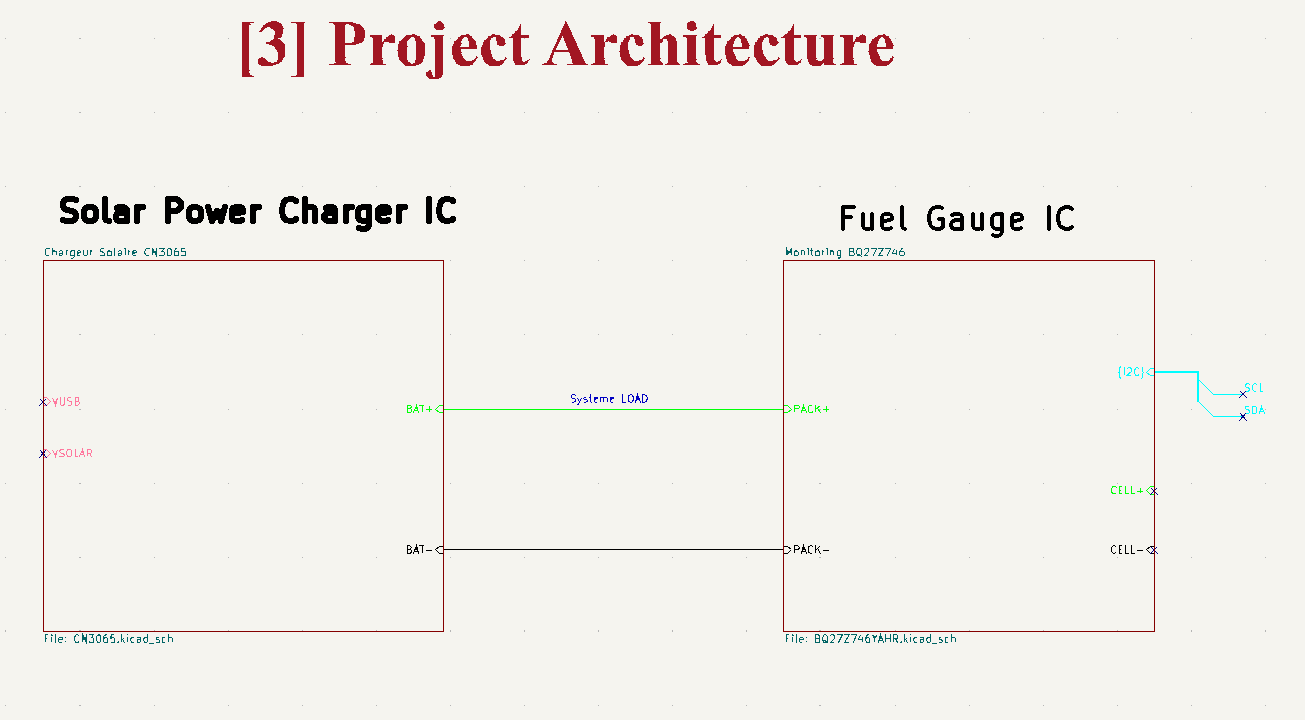 [3] Project Architecture
Solar Power Charger IC
Fuel Gauge IC
Chargeur Solaire CN3065
Monitoring BQ27Z746
{I2C}
SCL
SDA
VUSB
VSOLAR
BAT+
Systeme LOAD
PACK+
CELL+
BAT-
PACK-
CELL-
File: CN3065.kicad_sch
File: BQ27Z746YAHR.kicad_sch